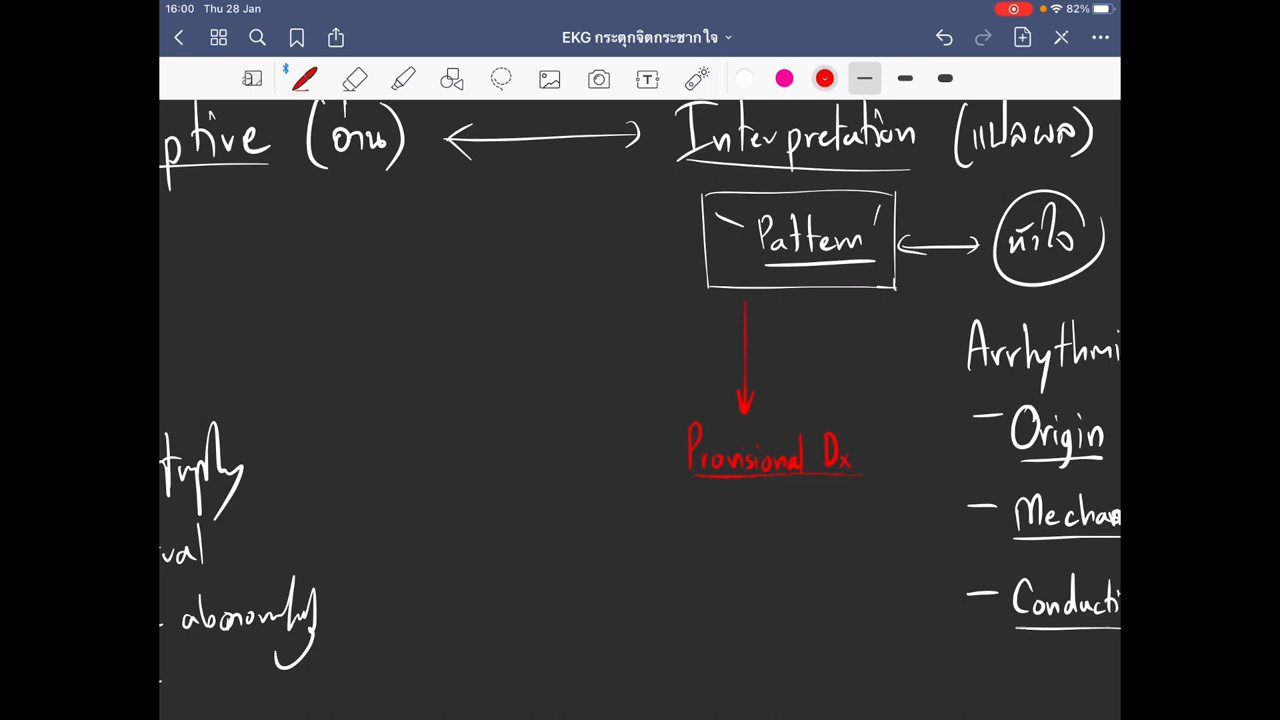 16:00 Thu 28 Jan 82%
EKG กระตุกจิตกระชากใจ
ptive (อ่าน) Interpretation (แปลผล)
"Pattern" หัวใจ
Arrhythmi
- Origin
Provisional Dx
trophy
- Mechan
val
- Conducti
- abnormality